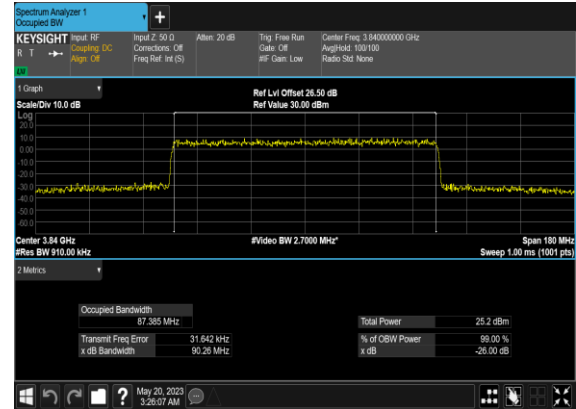 Spectrum Analyzer 1
Occupied BW
KEYSIGHT Input: RF Input Z: 50 Ω Atten: 20 dB Trig: Free Run Center Freq: 3.840000000 GHz
R T Coupling: DC Corrections: Off Gate: Off Avg|Hold: 100/100
Align: Off Freq Ref: Int (S) #IF Gain: Low Radio Std: None
LU
1 Graph Ref Lvl Offset 26.50 dB
Scale/Div 10.0 dB Ref Value 30.00 dBm
Log
20.0
10.0
0.00
-10.0
-20.0
-30.0
-40.0
-50.0
-60.0
Center 3.84 GHz #Video BW 2.7000 MHz* Span 180 MHz
#Res BW 910.00 kHz Sweep 1.00 ms (1001 pts)
2 Metrics
Occupied Bandwidth
87.385 MHz Total Power 25.2 dBm
Transmit Freq Error 31.642 kHz % of OBW Power 99.00 %
x dB Bandwidth 90.26 MHz x dB -26.00 dB
? May 20, 2023
3:26:07 AM